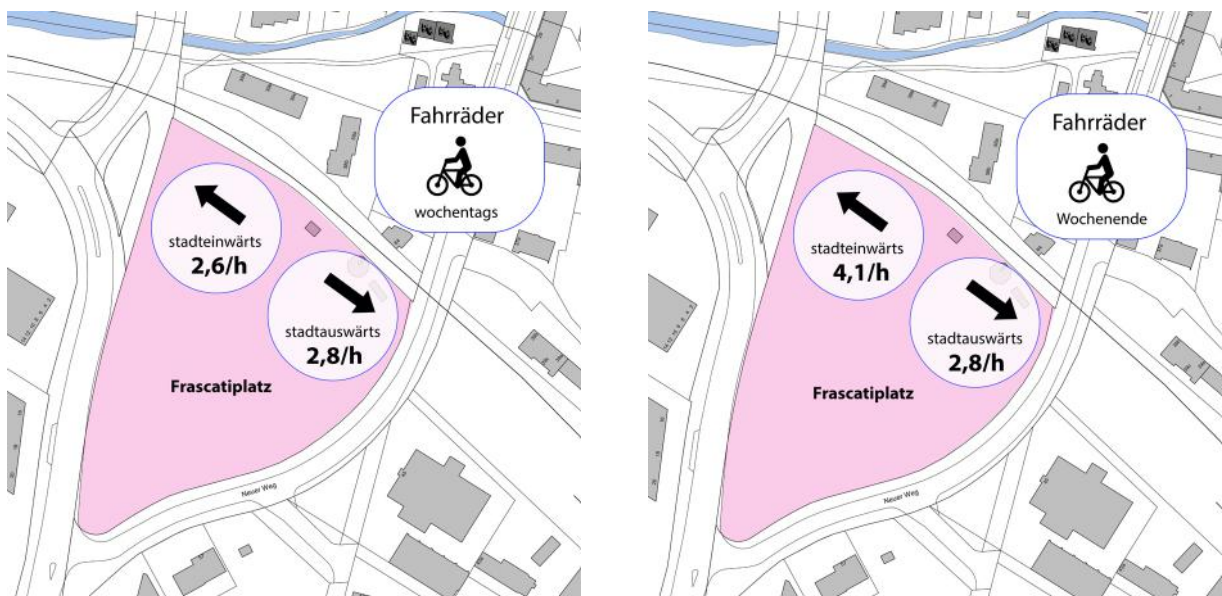 Fahrräder
wochentags
stadteinwärts
2,6/h
stadtauswärts
2,8/h
Frascatiplatz
Neuer Weg
Fahrräder
Wochenende
stadteinwärts
4,1/h
stadtauswärts
2,8/h
Frascatiplatz
Neuer Weg